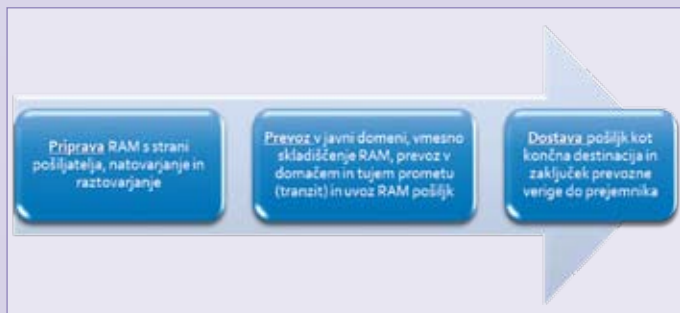 Priprava RAM s strani
pošiljatelja, natovarjanje in
raztovarjanje
Prevoz v javni domeni, vmesno
skladiščenje RAM, prevoz v
domačem in tujem prometu
(tranzit) in uvoz RAM pošiljk
Dostava pošiljk kot
končna destinacija in
zaključek prevozne
verige do prejemnika